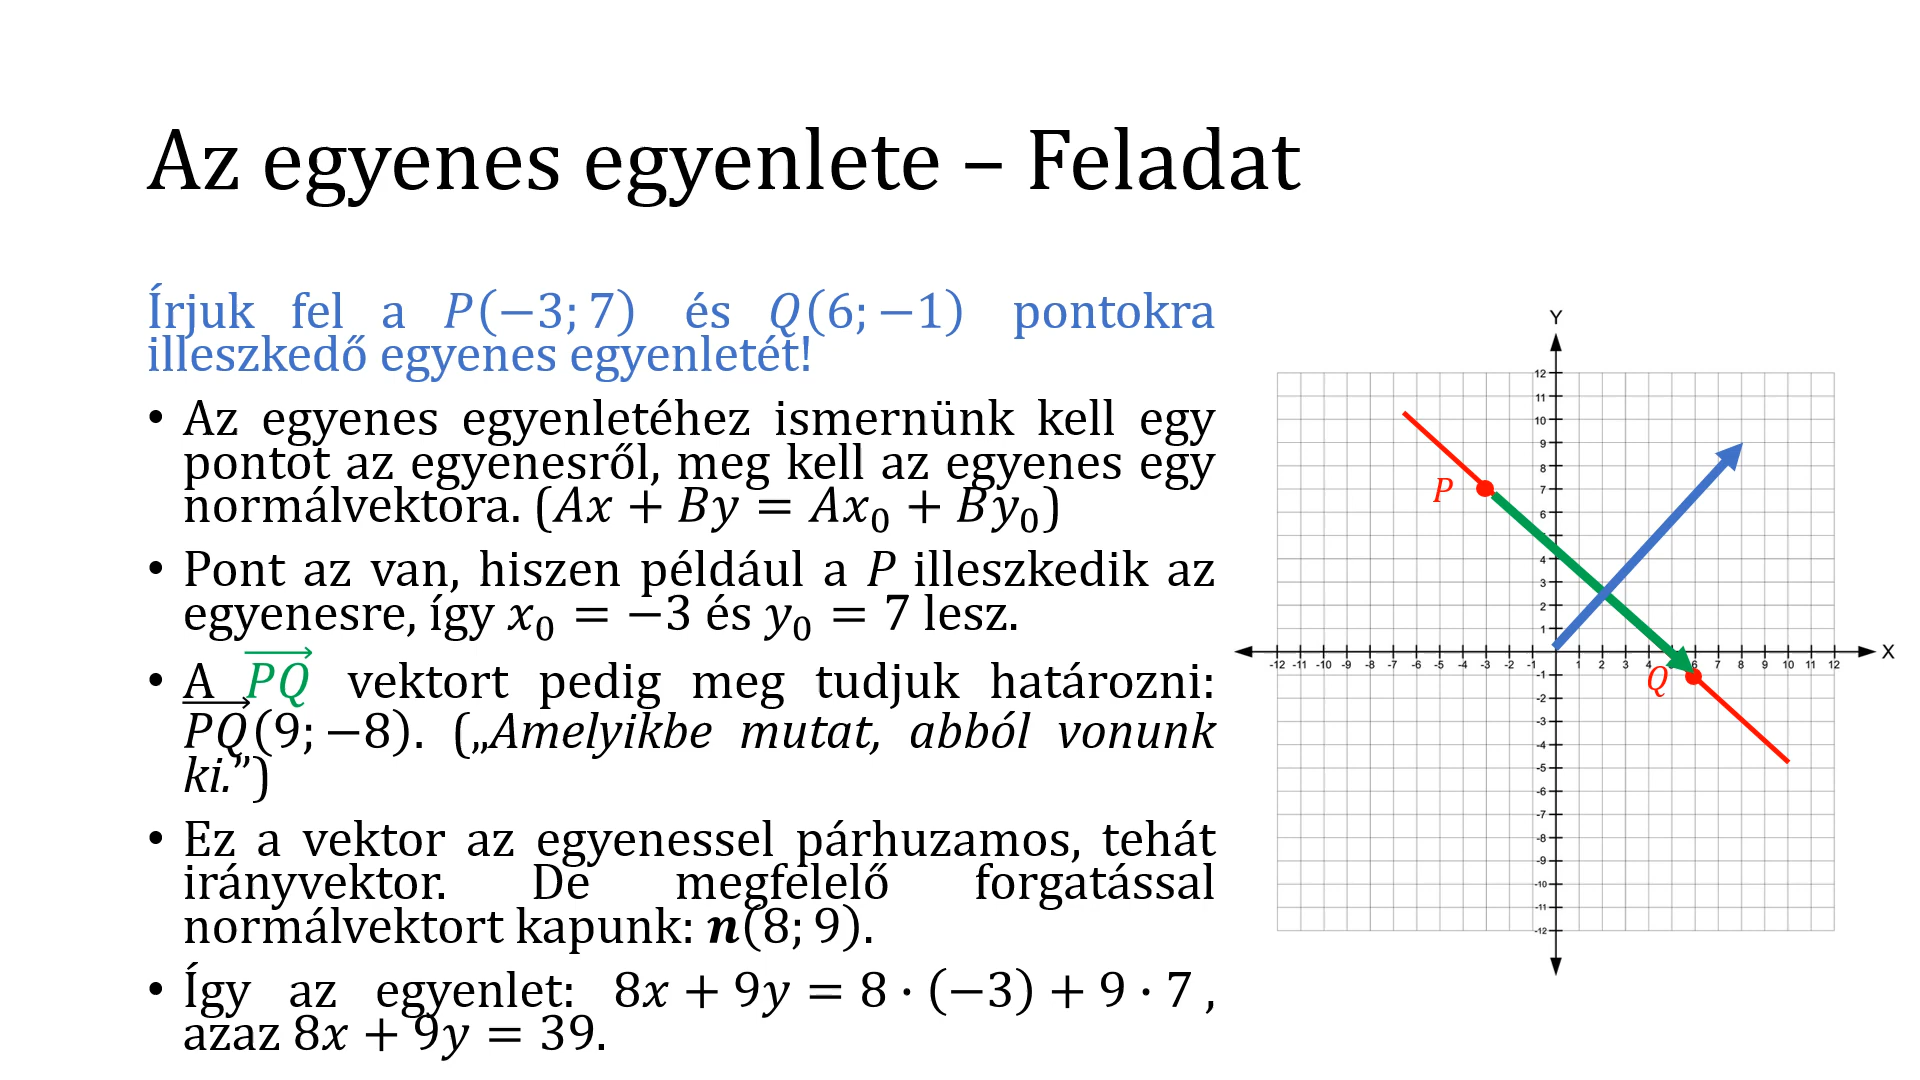 Az egyenes egyenlete – Feladat
Írjuk fel a P(−3; 7) és Q(6; −1) pontokra
illeszkedő egyenes egyenletét!
• Az egyenes egyenletéhez ismernünk kell egy
pontot az egyenesről, meg kell az egyenes egy
normálvektora. (Ax + By = Ax₀ + By₀)
• Pont az van, hiszen például a P illeszkedik az
egyenesre, így x₀ = −3 és y₀ = 7 lesz.
• A P⃗Q⃗ vektort pedig meg tudjuk határozni:
P⃗Q⃗(9; −8). („Amelyikbe mutat, abból vonunk
ki.”)
• Ez a vektor az egyenessel párhuzamos, tehát
irányvektor. De megfelelő forgatással
normálvektort kapunk: n(8; 9).
• Így az egyenlet: 8x + 9y = 8 · (−3) + 9 · 7 ,
azaz 8x + 9y = 39.
Y
12
11
10
9
8
7
P
6
4
3
2
1
X
-12 -11 -10 -9 -8 -7 -6 -5 -4 -3 -2 -1 1 2 3 4 6 7 8 9 10 11 12
Q
-1
-2
-3
-4
-5
-6
-7
-8
-9
-10
-11
-12